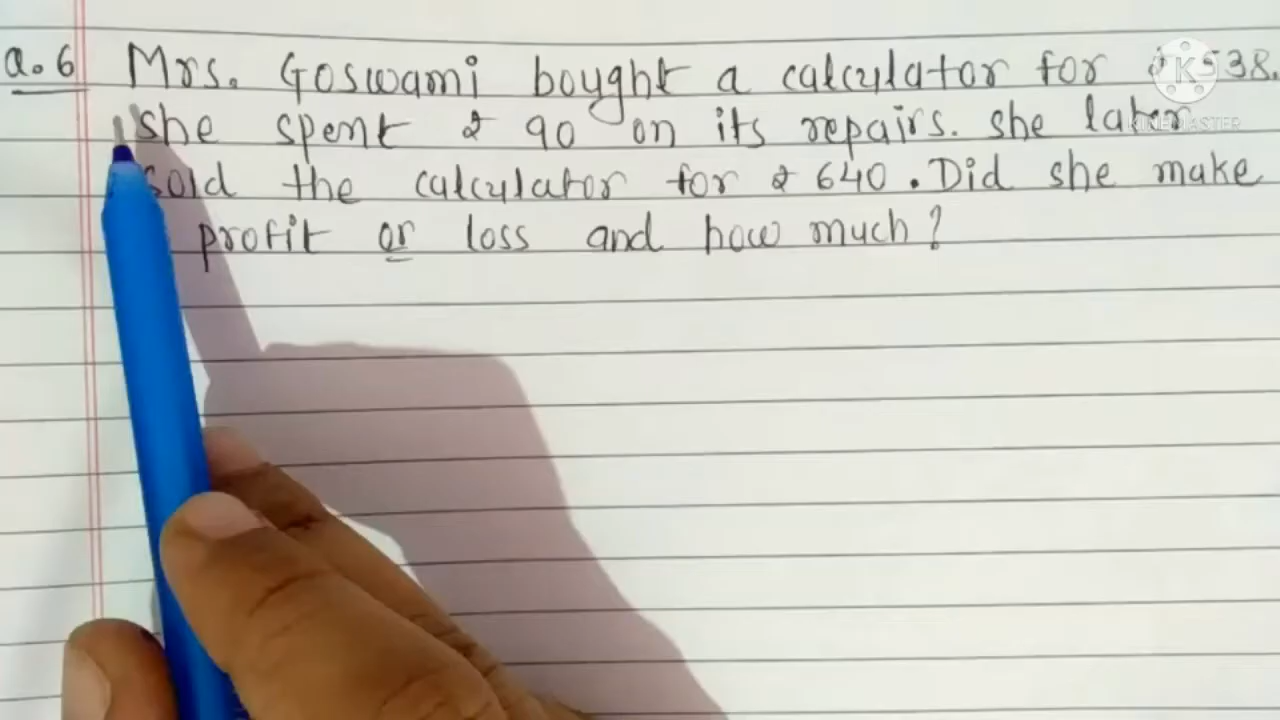 Q.6 Mrs. Goswami bought a calculator for ₹ 538.
she spent ₹ 90 on its repairs. she later
sold the calculator for ₹ 640. Did she make
profit or loss and how much?
K
KINEMASTER